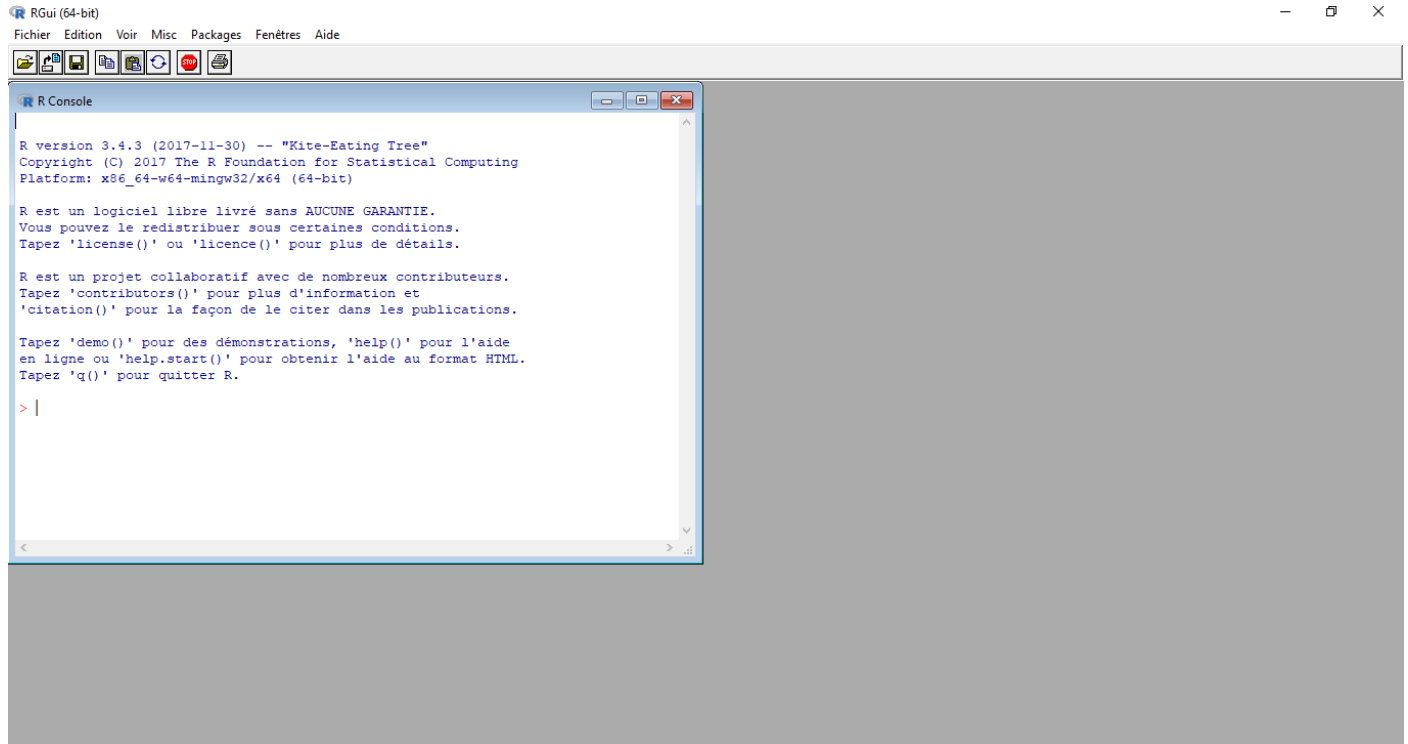 RGui (64-bit)
Fichier Edition Voir Misc Packages Fenêtres Aide
STOP
R Console
R version 3.4.3 (2017-11-30) -- "Kite-Eating Tree"
Copyright (C) 2017 The R Foundation for Statistical Computing
Platform: x86_64-w64-mingw32/x64 (64-bit)
R est un logiciel libre livré sans AUCUNE GARANTIE.
Vous pouvez le redistribuer sous certaines conditions.
Tapez 'license()' ou 'licence()' pour plus de détails.
R est un projet collaboratif avec de nombreux contributeurs.
Tapez 'contributors()' pour plus d'information et
'citation()' pour la façon de le citer dans les publications.
Tapez 'demo()' pour des démonstrations, 'help()' pour l'aide
en ligne ou 'help.start()' pour obtenir l'aide au format HTML.
Tapez 'q()' pour quitter R.
>